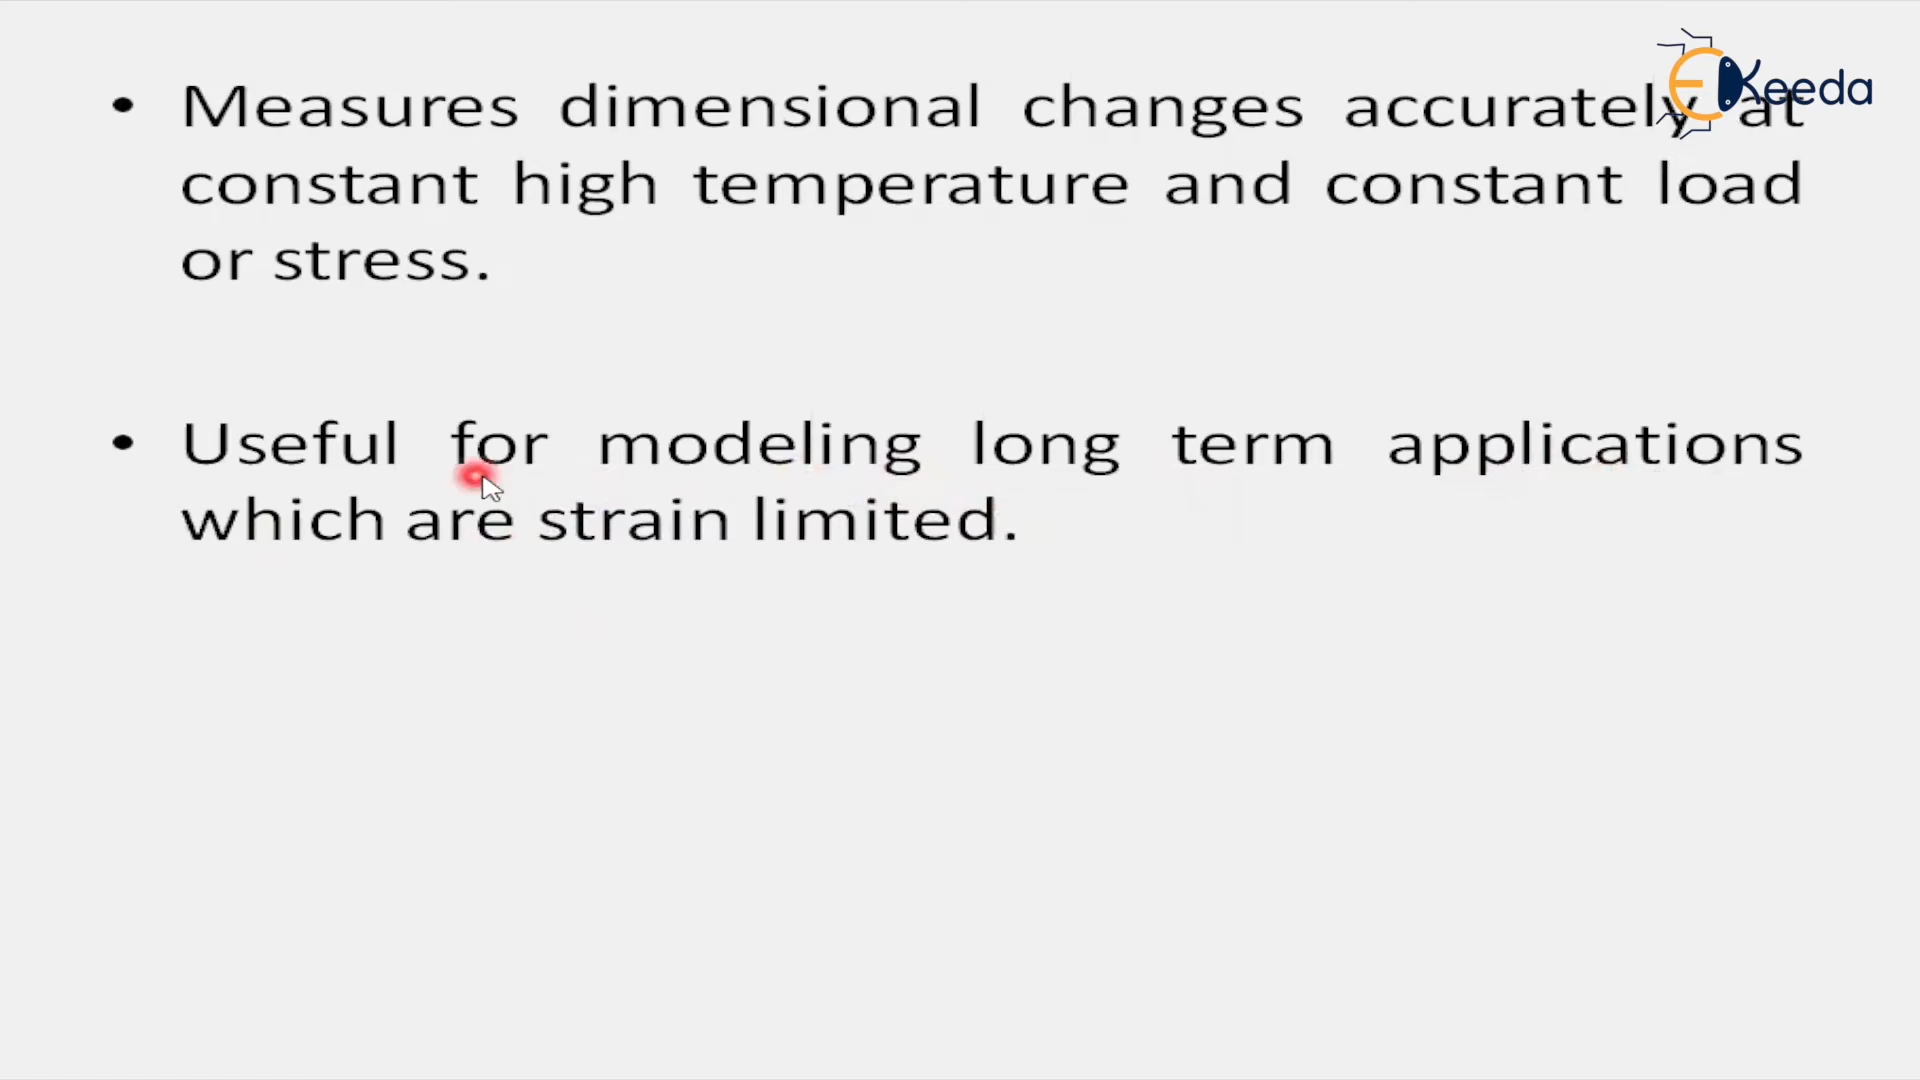 EKeeda
• Measures dimensional changes accurately at
constant high temperature and constant load
or stress.
• Useful for modeling long term applications
which are strain limited.